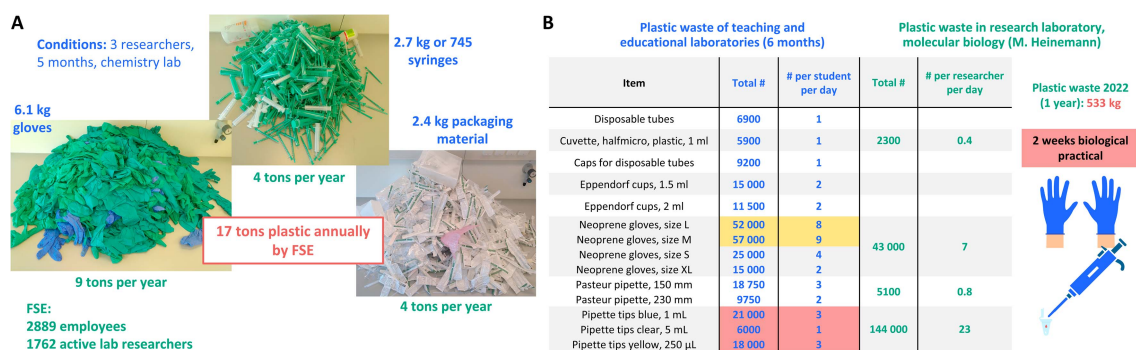 A
Conditions: 3 researchers,
5 months, chemistry lab
2.7 kg or 745
syringes
6.1 kg
gloves
2.4 kg packaging
material
4 tons per year
17 tons plastic annually
by FSE
9 tons per year
4 tons per year
FSE:
2889 employees
1762 active lab researchers
B
Plastic waste of teaching and
educational laboratories (6 months)
Plastic waste in research laboratory,
molecular biology (M. Heinemann)
Item Total # # per student per day Total # # per researcher per day
Disposable tubes 6900 1
Cuvette, halfmicro, plastic, 1 ml 5900 1 2300 0.4
Caps for disposable tubes 9200 1
Eppendorf cups, 1.5 ml 15 000 2
Eppendorf cups, 2 ml 11 500 2
Neoprene gloves, size L 52 000 8
Neoprene gloves, size M 57 000 9
43 000 7
Neoprene gloves, size S 25 000 4
Neoprene gloves, size XL 15 000 2
Pasteur pipette, 150 mm 18 750 3
5100 0.8
Pasteur pipette, 230 mm 9750 2
Pipette tips blue, 1 mL 21 000 3
Pipette tips clear, 5 mL 6000 1 144 000 23
Pipette tips yellow, 250 µL 18 000 3
Plastic waste 2022
(1 year): 533 kg
2 weeks biological
practical